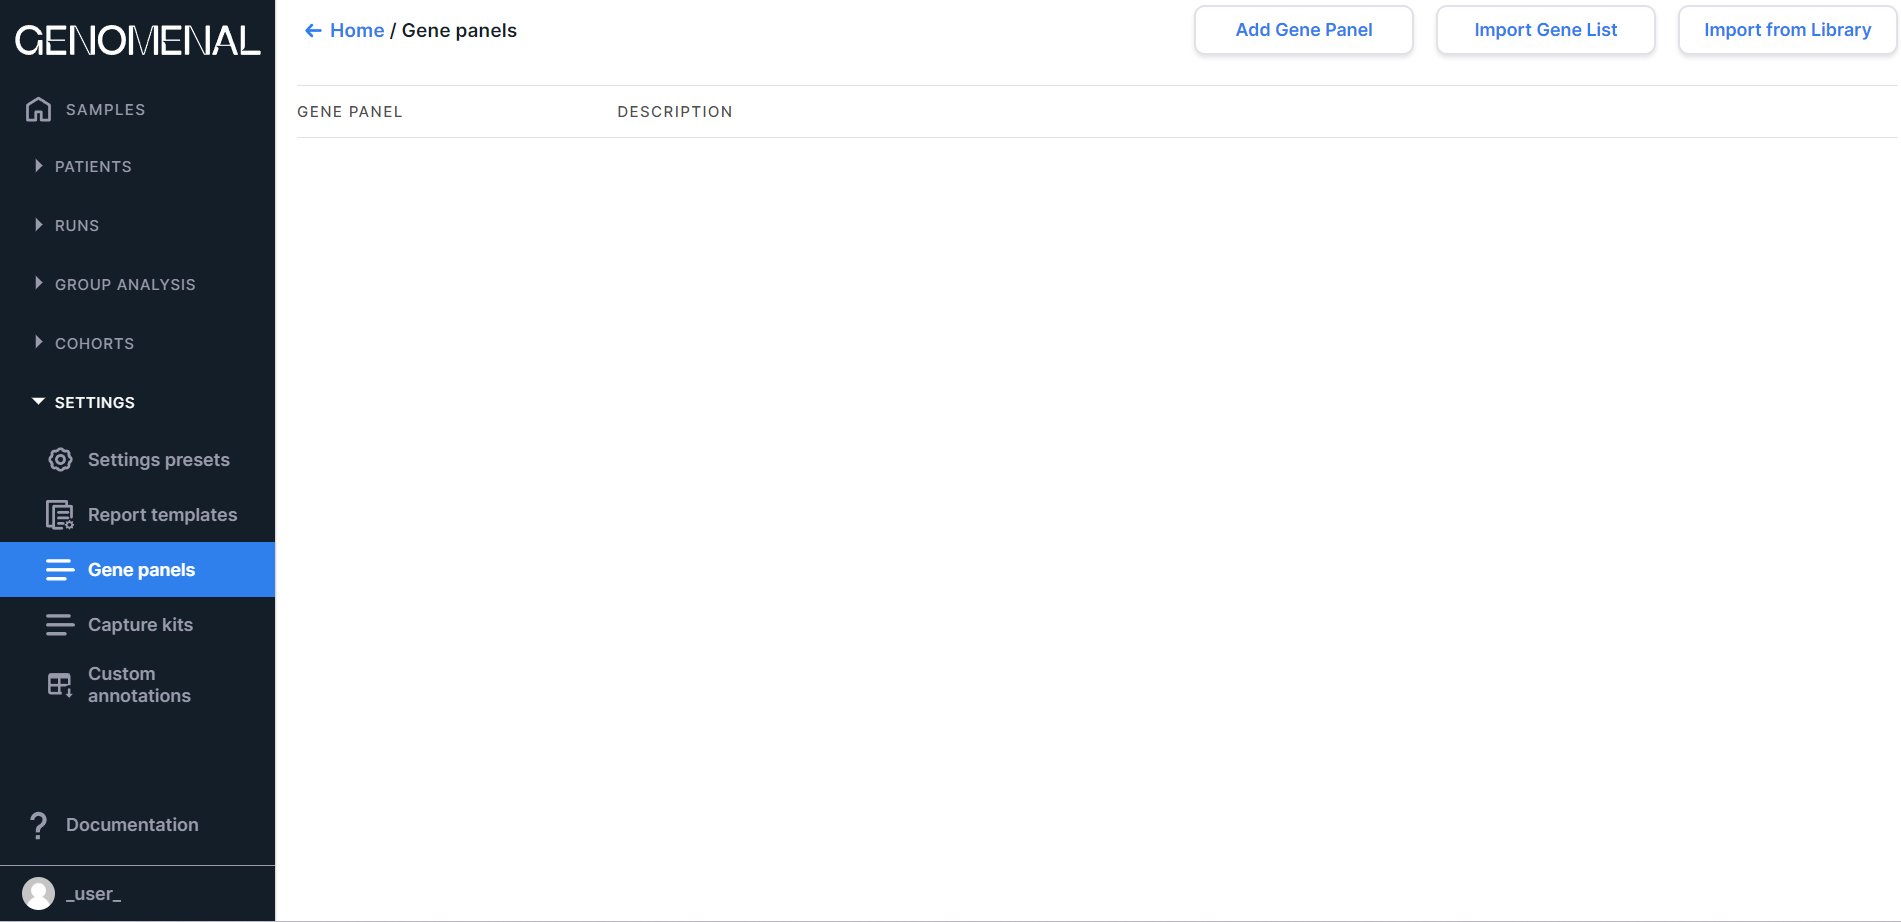 GENOMENAL
SAMPLES
PATIENTS
RUNS
GROUP ANALYSIS
COHORTS
SETTINGS
Settings presets
Report templates
Gene panels
Capture kits
Custom
annotations
Documentation
_user_
Home / Gene panels
Add Gene Panel
Import Gene List
Import from Library
GENE PANEL DESCRIPTION